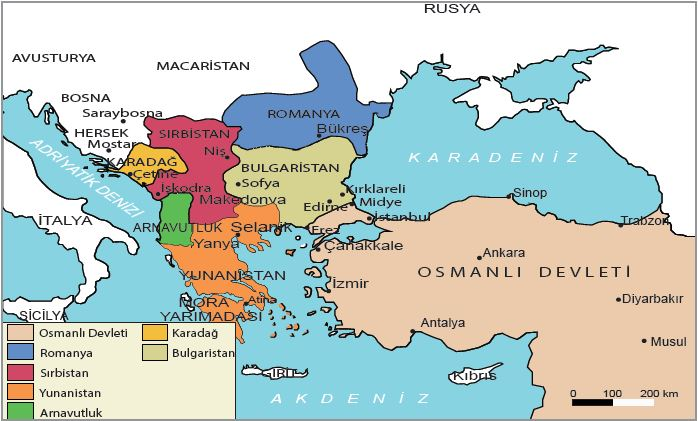 RUSYA
AVUSTURYA
MACARİSTAN
BOSNA
Saraybosna
HERSEK
Mostar
ROMANYA
Bükreş
SIRBİSTAN
Niş
KARADAĞ
Çetine
İşkodra
BULGARİSTAN
Sofya
Makedonya
Kırklareli
Edirne
Midye
İstanbul
KARADENİZ
Sinop
Trabzon
ADRİYATİK DENİZİ
İTALYA
ARNAVUTLUK
Selanik
Yanya
Enez
Çanakkale
Ankara
OSMANLI DEVLETİ
YUNANİSTAN
İzmir
Diyarbakır
MORA
YARIMADASI
Atina
Antalya
Musul
SİCİLYA
Kıbrıs
AKDENİZ
Osmanlı Devleti
Karadağ
Romanya
Bulgaristan
Sırbistan
Yunanistan
Arnavutluk
0 100 200 km